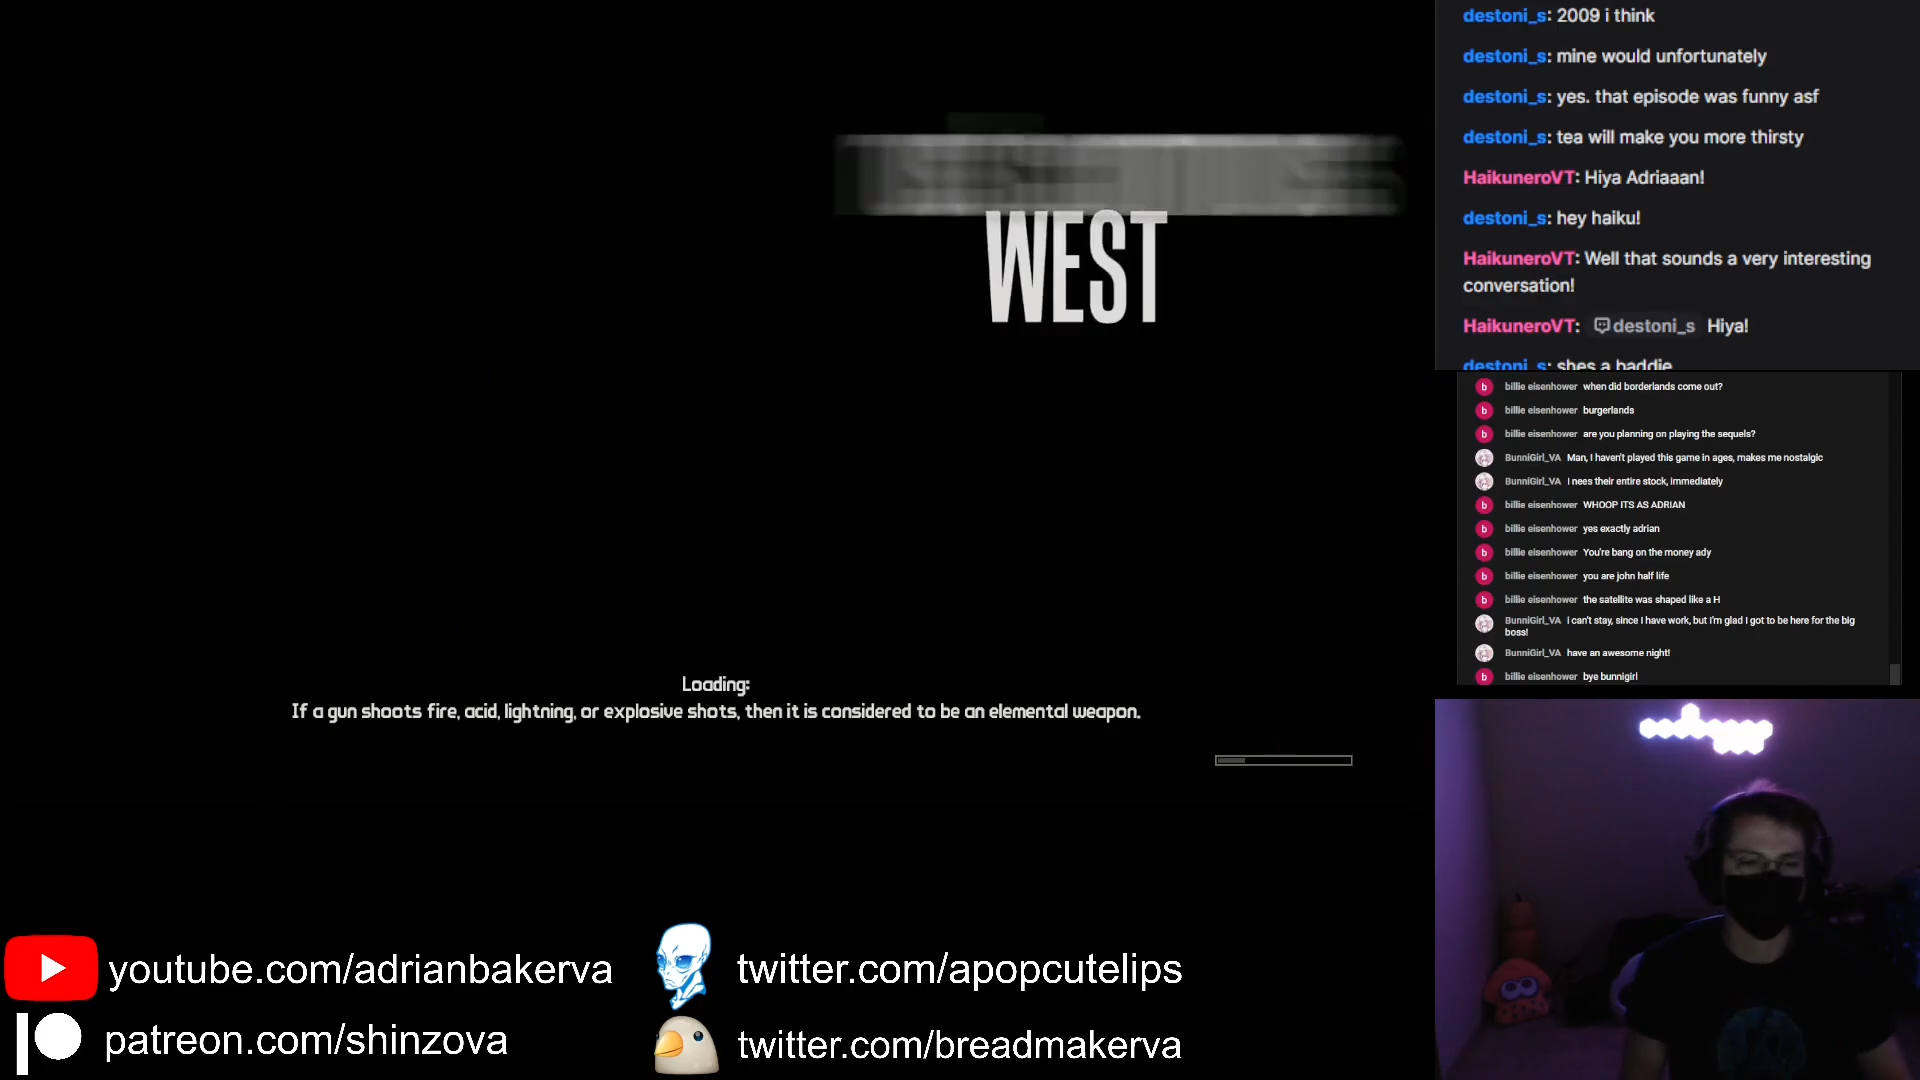 WEST
Loading:
If a gun shoots fire, acid, lightning, or explosive shots, then it is considered to be an elemental weapon.
youtube.com/adrianbakerva
patreon.com/shinzova
twitter.com/apopcutelips
twitter.com/breadmakerva
destoni_s: 2009 i think
destoni_s: mine would unfortunately
destoni_s: yes. that episode was funny asf
destoni_s: tea will make you more thirsty
HaikuneroVT: Hiya Adriaaan!
destoni_s: hey haiku!
HaikuneroVT: Well that sounds a very interesting
conversation!
HaikuneroVT: destoni_s Hiya!
destoni_s: shes a baddie
b billie eisenhower when did borderlands come out?
b billie eisenhower burgerlands
b billie eisenhower are you planning on playing the sequels?
BunniGirl_VA Man, I haven't played this game in ages, makes me nostalgic
BunniGirl_VA I nees their entire stock, immediately
b billie eisenhower WHOOP ITS AS ADRIAN
b billie eisenhower yes exactly adrian
b billie eisenhower You're bang on the money ady
b billie eisenhower you are john half life
b billie eisenhower the satellite was shaped like a H
BunniGirl_VA i can't stay, since I have work, but I'm glad I got to be here for the big
boss!
BunniGirl_VA have an awesome night!
b billie eisenhower bye bunnigirl